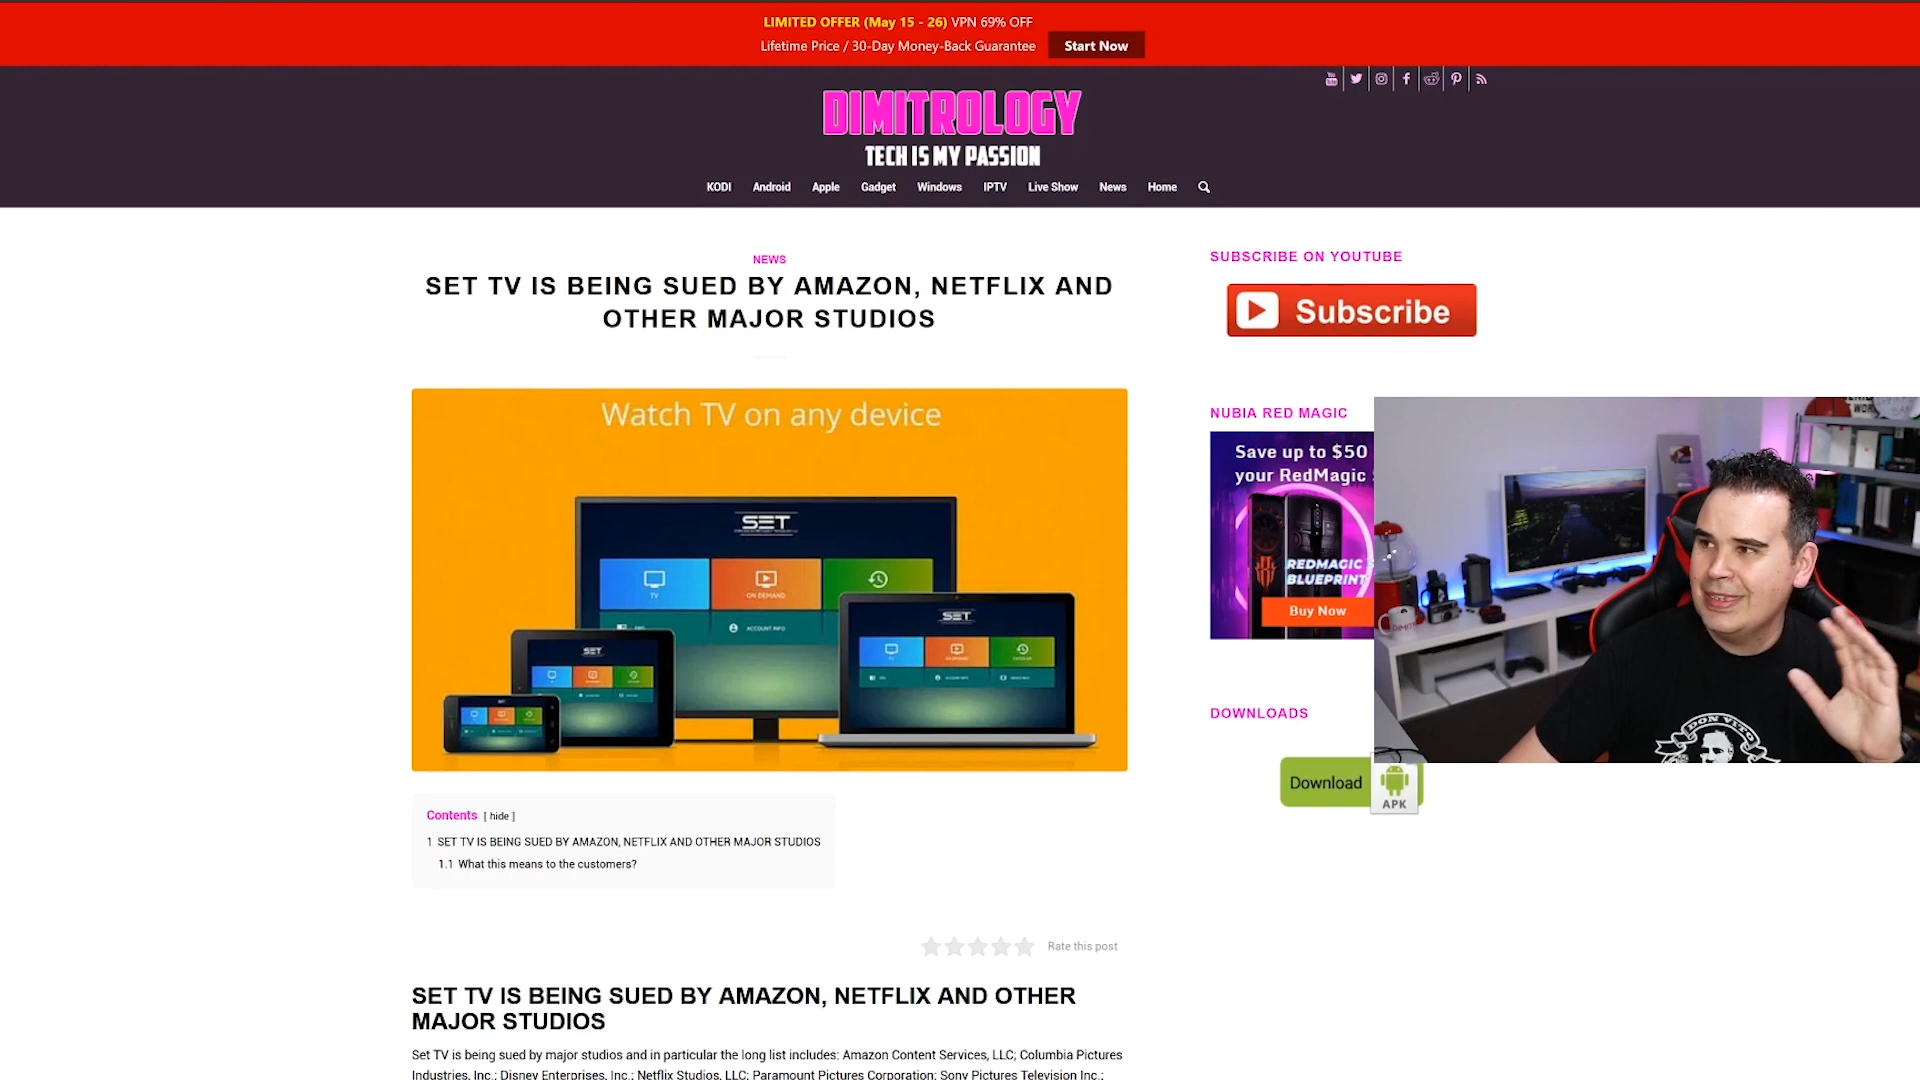 LIMITED OFFER (May 15 - 26) VPN 69% OFF
Lifetime Price / 30-Day Money-Back Guarantee
Start Now
DIMITROLOGY
TECH IS MY PASSION
KODI Android Apple Gadget Windows IPTV Live Show News Home
NEWS
SET TV IS BEING SUED BY AMAZON, NETFLIX AND
OTHER MAJOR STUDIOS
Watch TV on any device
SET
TV
ON DEMAND
ACCOUNT INFO
SET
SET
Contents [ hide ]
1 SET TV IS BEING SUED BY AMAZON, NETFLIX AND OTHER MAJOR STUDIOS
1.1 What this means to the customers?
Rate this post
SET TV IS BEING SUED BY AMAZON, NETFLIX AND OTHER
MAJOR STUDIOS
Set TV is being sued by major studios and in particular the long list includes: Amazon Content Services, LLC; Columbia Pictures
Industries, Inc.; Disney Enterprises, Inc.; Netflix Studios, LLC; Paramount Pictures Corporation; Sony Pictures Television Inc.;
SUBSCRIBE ON YOUTUBE
Subscribe
NUBIA RED MAGIC
Save up to $50
your RedMagic
REDMAGIC
BLUEPRINT
Buy Now
DOWNLOADS
Download
APK
DON VITO